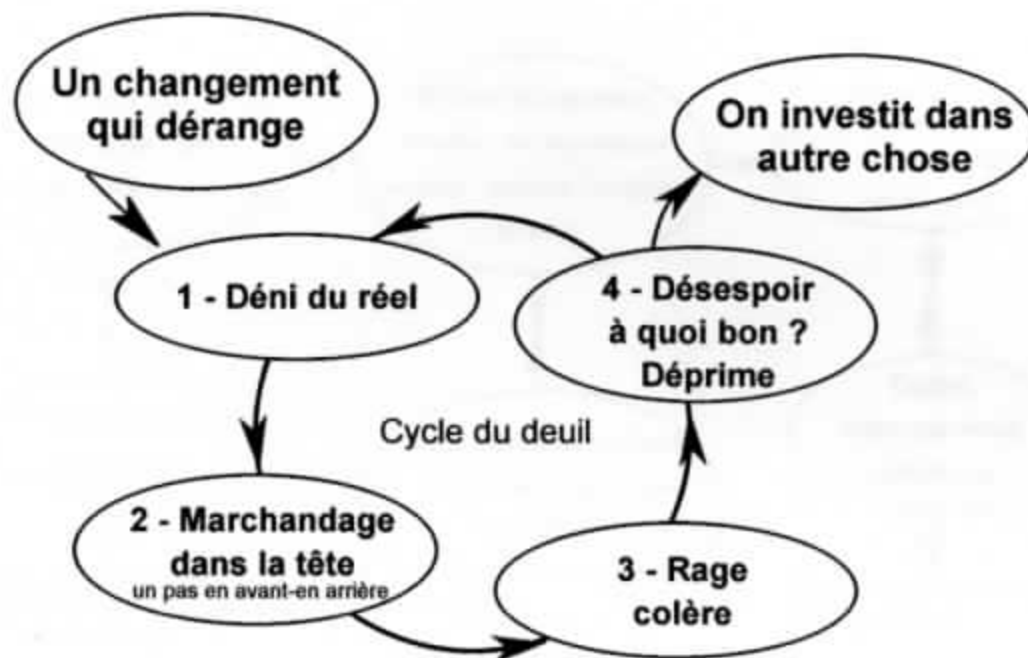 Un changement
qui dérange
On investit dans
autre chose
1 - Déni du réel
4 - Désespoir
à quoi bon ?
Déprime
Cycle du deuil
2 - Marchandage
dans la tête
un pas en avant-en arrière
3 - Rage
colère